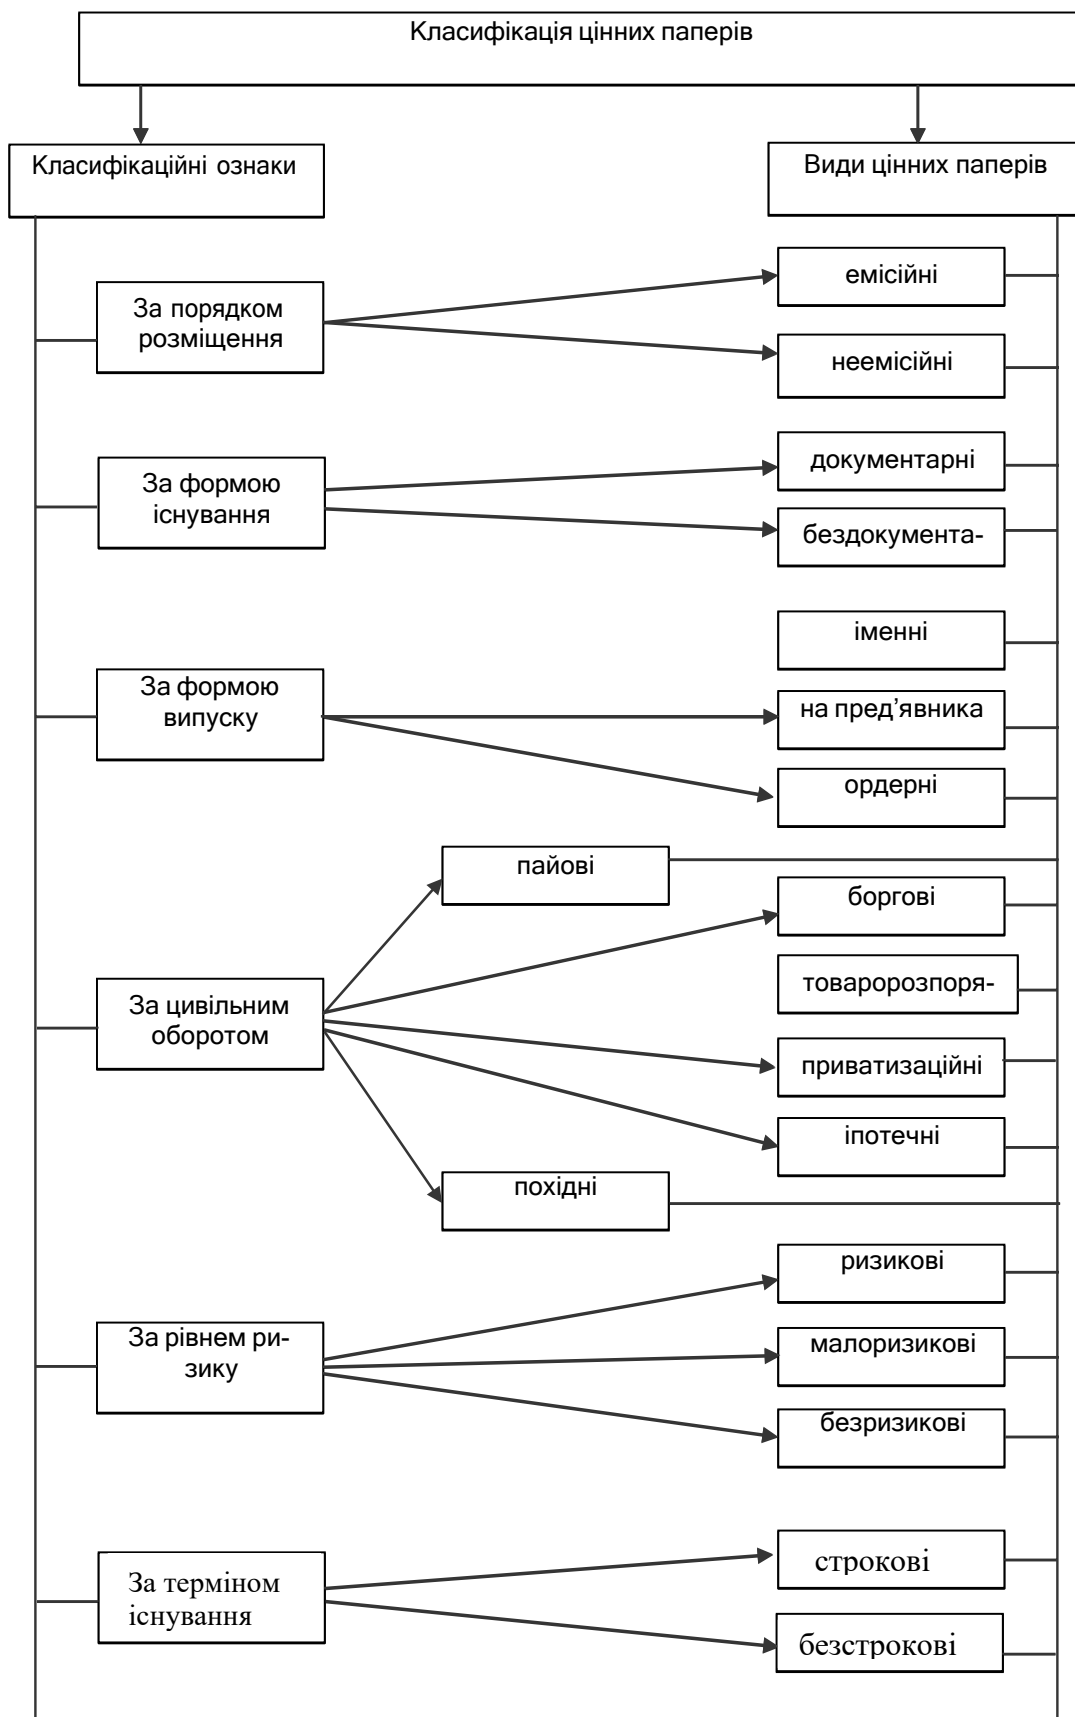 Класифікація цінних паперів
Класифікаційні ознаки
Види цінних паперів
За порядком
розміщення
емісійні
неемісійні
За формою
існування
документарні
бездокумента-
За формою
випуску
іменні
на пред’явника
ордерні
За цивільним
оборотом
пайові
боргові
товаророзпоря-
приватизаційні
іпотечні
похідні
За рівнем ри-
зику
ризикові
малоризикові
безризикові
За терміном
існування
строкові
безстрокові